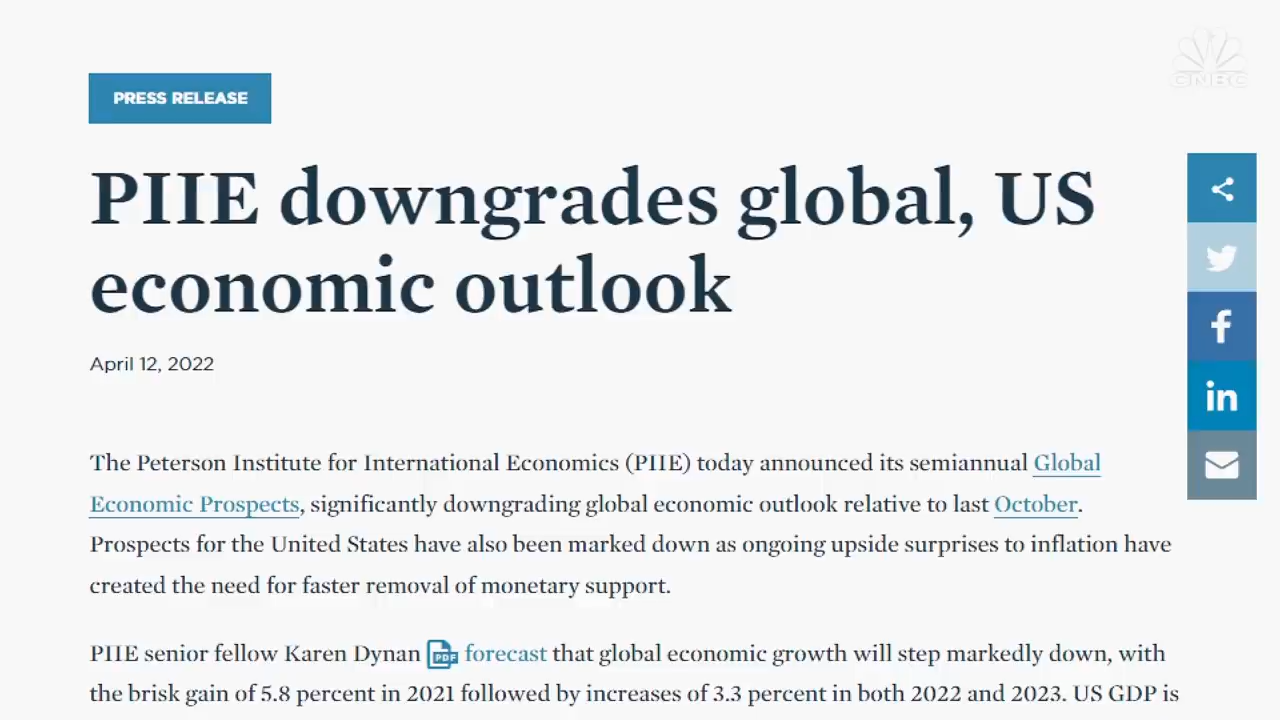 CNBC
PRESS RELEASE
PIIE downgrades global, US
economic outlook
April 12, 2022
The Peterson Institute for International Economics (PIIE) today announced its semiannual Global
Economic Prospects, significantly downgrading global economic outlook relative to last October.
Prospects for the United States have also been marked down as ongoing upside surprises to inflation have
created the need for faster removal of monetary support.
PIIE senior fellow Karen Dynan PDF forecast that global economic growth will step markedly down, with
the brisk gain of 5.8 percent in 2021 followed by increases of 3.3 percent in both 2022 and 2023. US GDP is
f
in